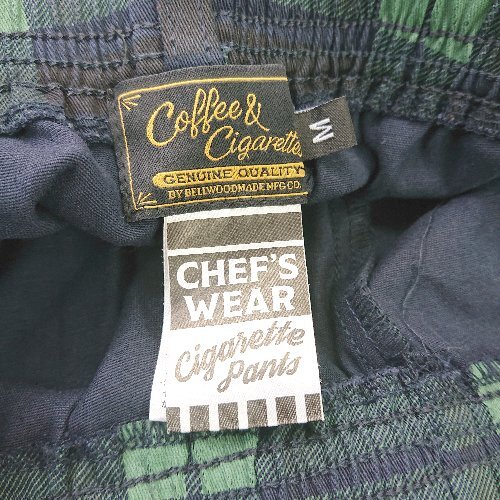 Coffee &
Cigarettes
M
GENUINE QUALITY
BY BELLWOODMADE MFG CO.
CHEF'S
WEAR
Cigarette
pants